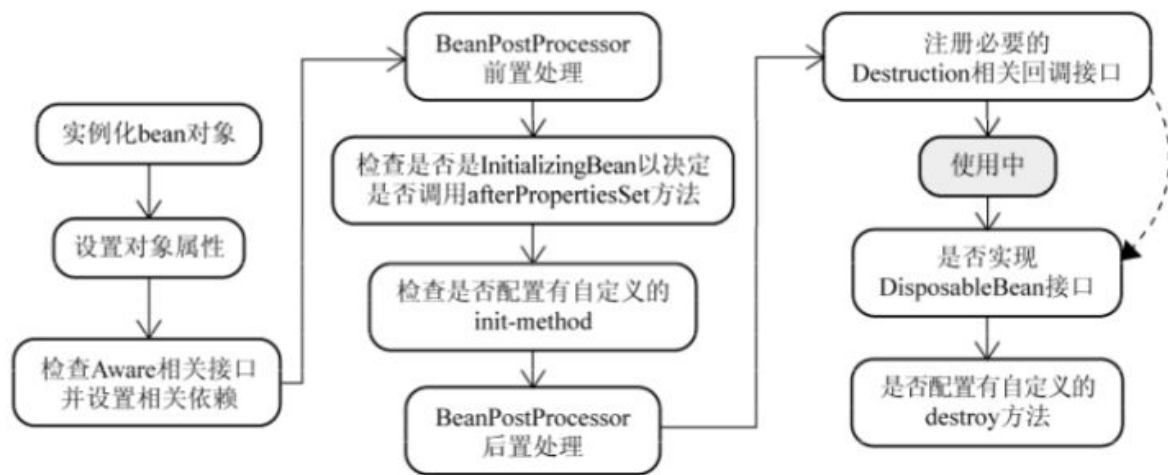 实例化bean对象
设置对象属性
检查Aware相关接口
并设置相关依赖
BeanPostProcessor
前置处理
检查是否是InitializingBean以决定
是否调用afterPropertiesSet方法
检查是否配置有自定义的
init-method
BeanPostProcessor
后置处理
注册必要的
Destruction相关回调接口
使用中
是否实现
DisposableBean接口
是否配置有自定义的
destroy方法